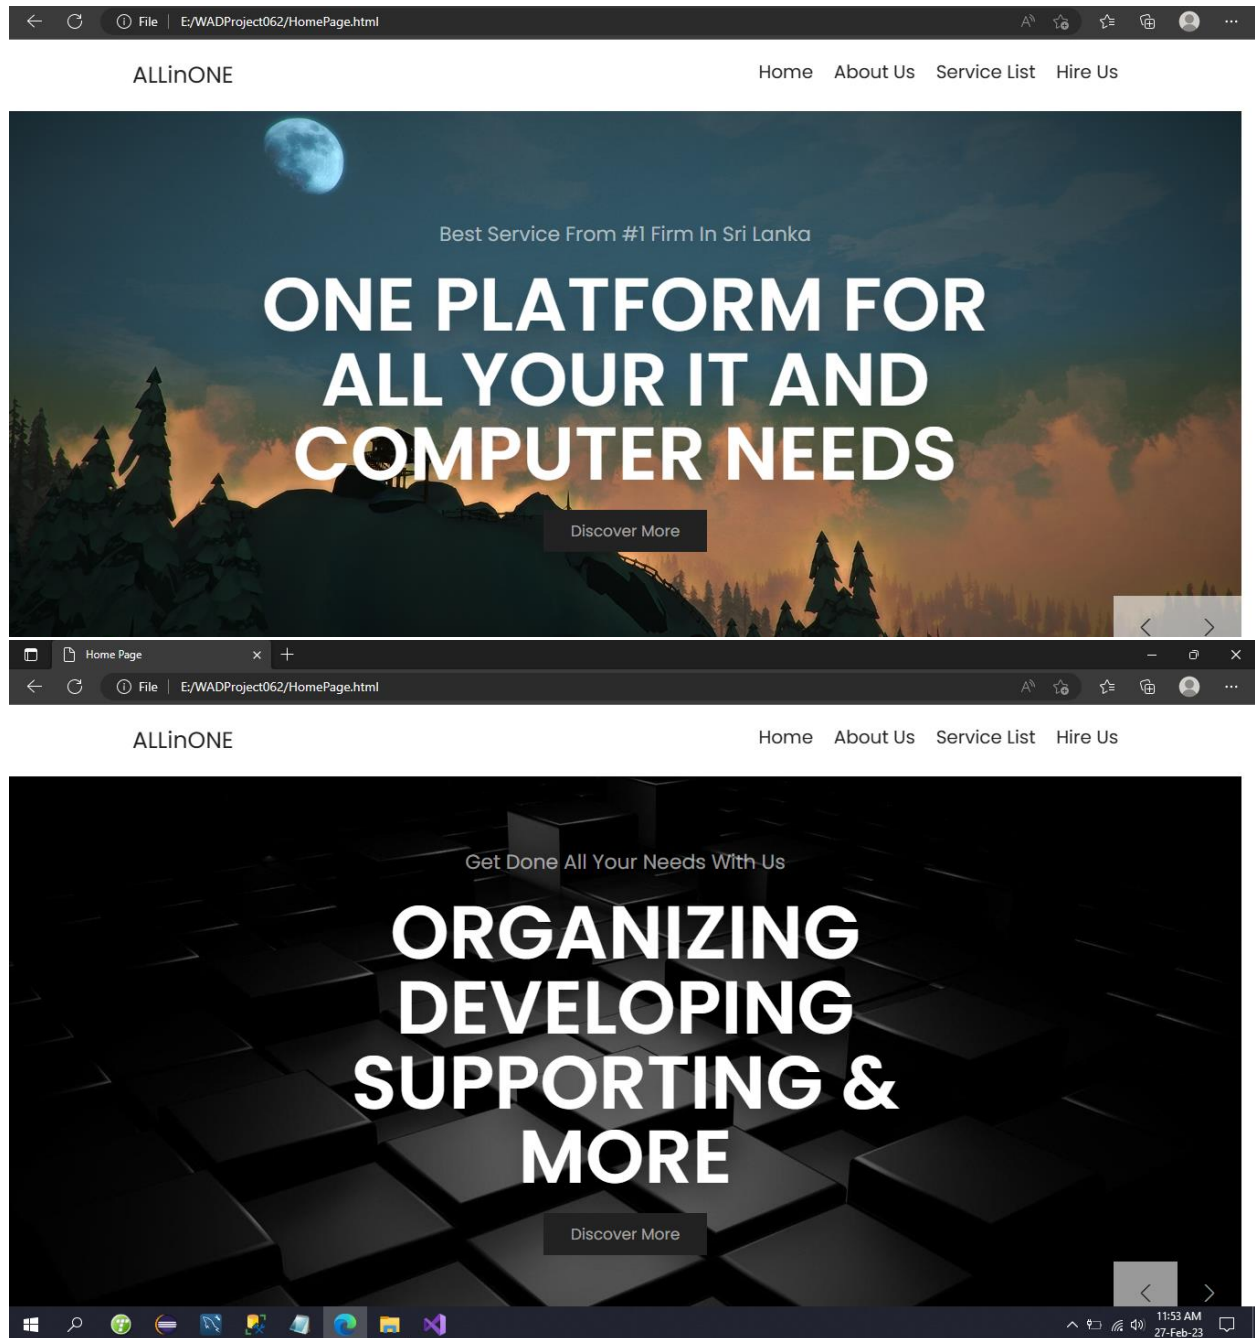 File | E:/WADProject062/HomePage.html
ALLinONE
Home About Us Service List Hire Us
Best Service From #1 Firm In Sri Lanka
ONE PLATFORM FOR
ALL YOUR IT AND
COMPUTER NEEDS
Discover More
Home Page
File | E:/WADProject062/HomePage.html
ALLinONE
Home About Us Service List Hire Us
Get Done All Your Needs With Us
ORGANIZING
DEVELOPING
SUPPORTING &
MORE
Discover More
11:53 AM
27-Feb-23